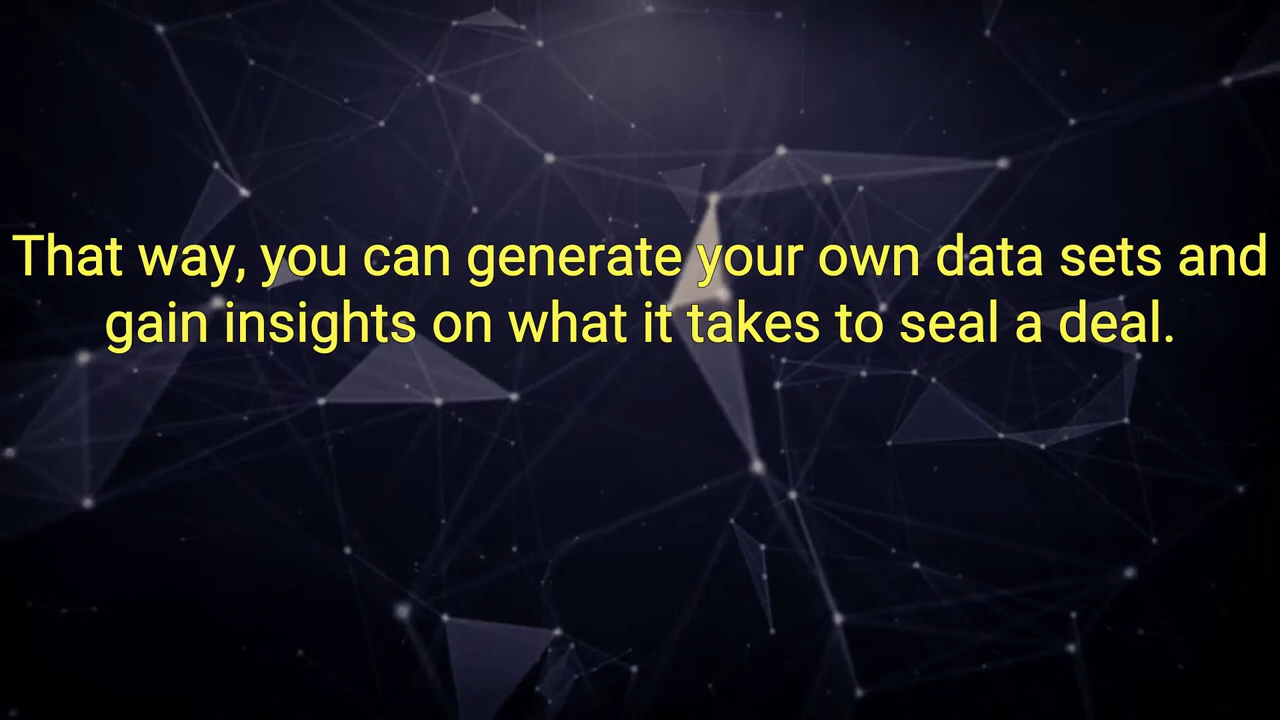 That way, you can generate your own data sets and
gain insights on what it takes to seal a deal.